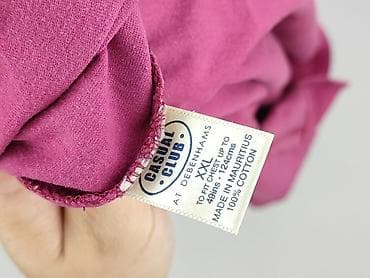 CASUAL
CLUB
AT DEBENHAMS
XXL
TO FIT CHEST UP TO
49ins - 124cms
MADE IN MAURITIUS
100% COTTON